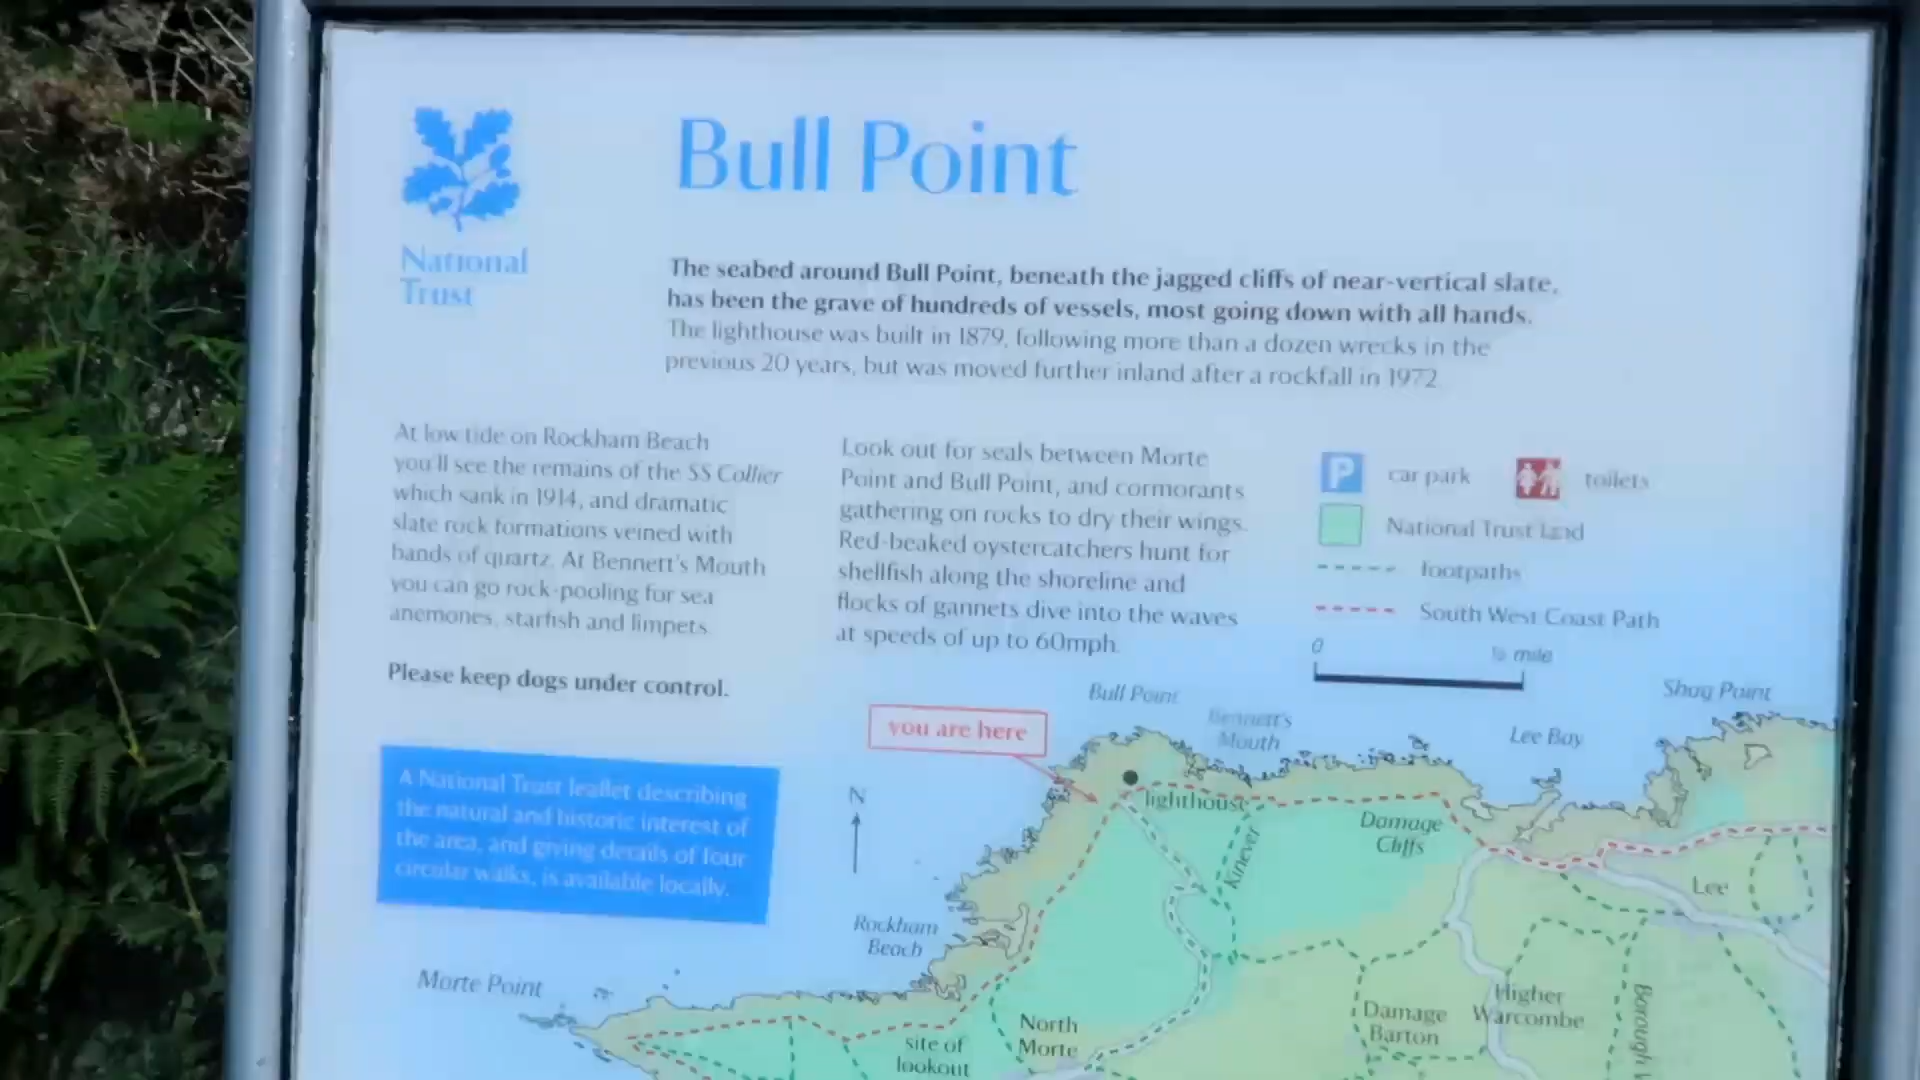 National
Trust
Bull Point
The seabed around Bull Point, beneath the jagged cliffs of near-vertical slate,
has been the grave of hundreds of vessels, most going down with all hands.
The lighthouse was built in 1879, following more than a dozen wrecks in the
previous 20 years, but was moved further inland after a rockfall in 1972.
At low tide on Rockham Beach
you'll see the remains of the SS Collier
which sank in 1914, and dramatic
slate rock formations veined with
bands of quartz. At Bennett's Mouth
you can go rock-pooling for sea
anemones, starfish and limpets.
Please keep dogs under control.
Look out for seals between Morte
Point and Bull Point, and cormorants
gathering on rocks to dry their wings.
Red-beaked oystercatchers hunt for
shellfish along the shoreline and
flocks of gannets dive into the waves
at speeds of up to 60mph.
P car park
toilets
National Trust land
footpaths
South West Coast Path
0 mile
A National Trust leaflet describing
the natural and historic interest of
the area, and giving details of four
circular walks, is available locally.
you are here
Bull Point
Bennett's
Mouth
Lee Bay
Shag Point
N
lighthouse
Kinever
Damage
Cliffs
Lee
Rockham
Beach
Morte Point
site of
lookout
North
Morte
Damage
Barton
Higher
Warcombe
Borough